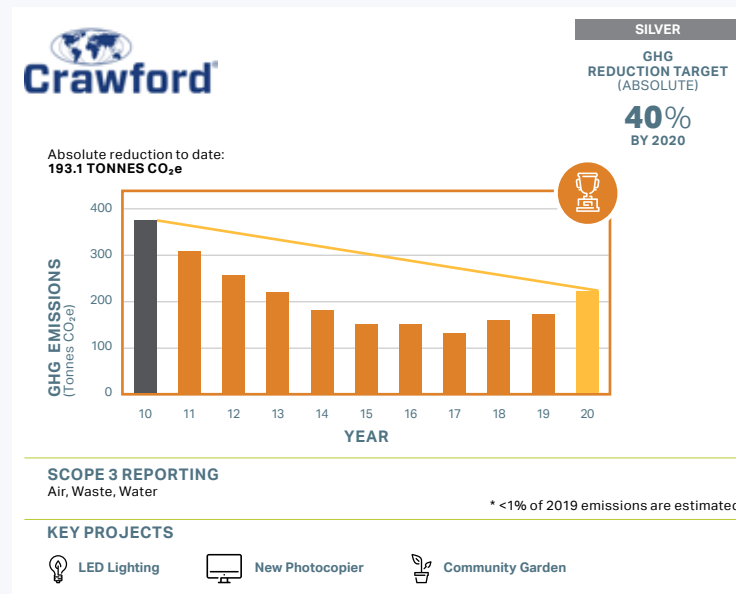 Crawford
SILVER
GHG
REDUCTION TARGET
(ABSOLUTE)
40%
BY 2020
Absolute reduction to date:
193.1 TONNES CO₂e
GHG EMISSIONS
(Tonnes CO₂e)
400
300
200
100
0
10 11 12 13 14 15 16 17 18 19 20
YEAR
SCOPE 3 REPORTING
Air, Waste, Water
* <1% of 2019 emissions are estimated
KEY PROJECTS
LED Lighting New Photocopier Community Garden